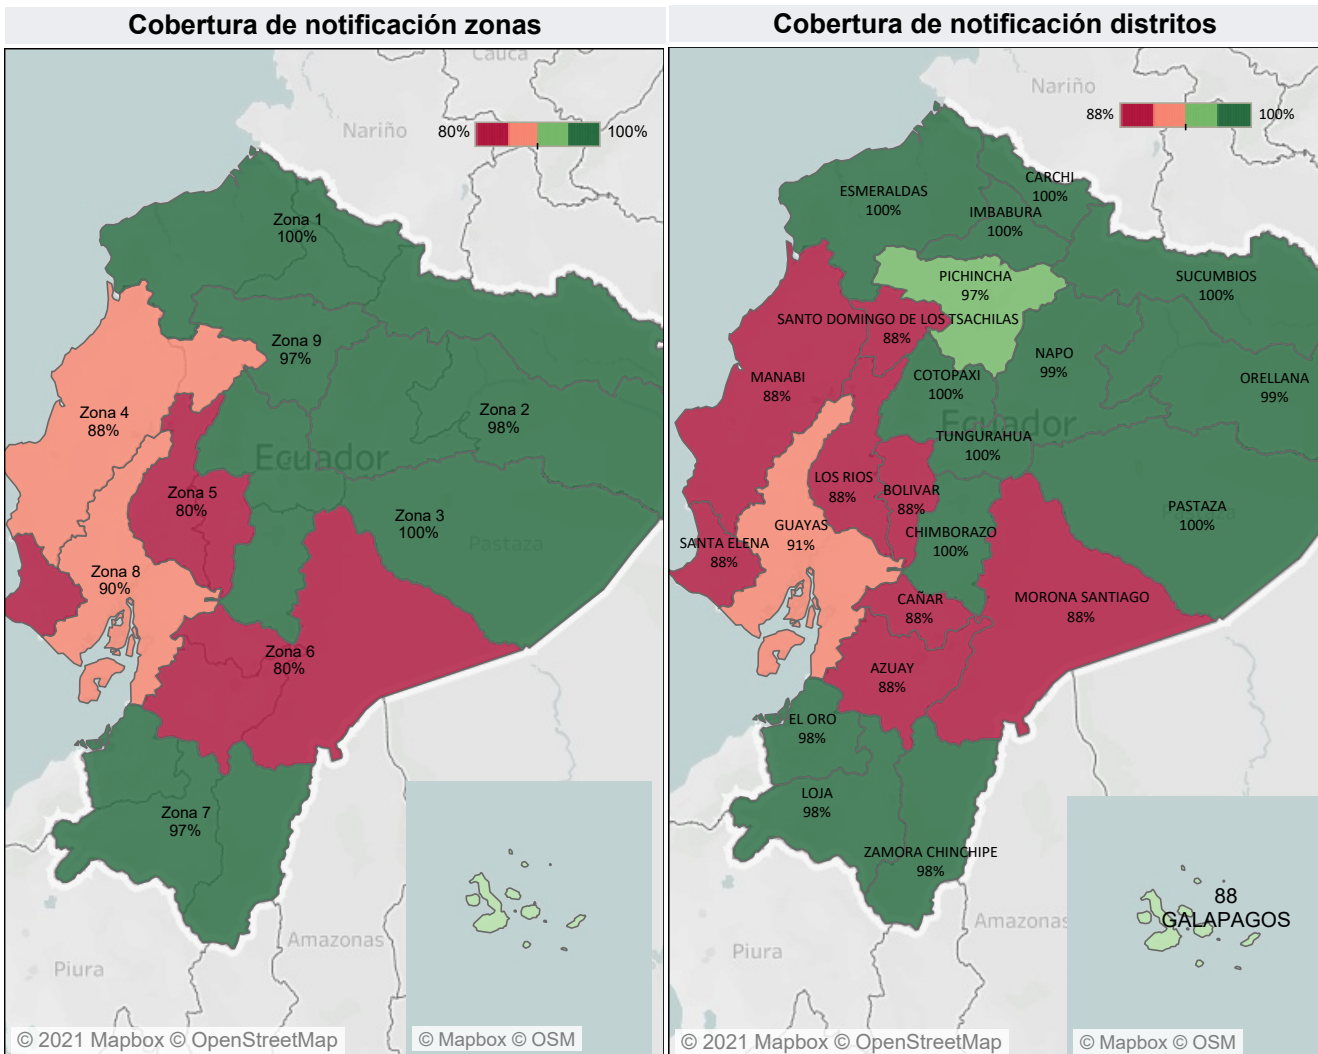 Cobertura de notificación zonas
Cauca
Nariño
80%
100%
Zona 1
100%
Zona 9
97%
Zona 4
88%
Zona 2
98%
Ecuador
Zona 5
80%
Zona 3
100%
Pastaza
Zona 8
90%
Zona 6
80%
Zona 7
97%
Amazonas
Piura
© 2021 Mapbox © OpenStreetMap
© Mapbox © OSM
Cobertura de notificación distritos
Nariño
88%
100%
CARCHI
100%
ESMERALDAS
100%
IMBABURA
100%
PICHINCHA
97%
SUCUMBIOS
100%
SANTO DOMINGO DE LOS TSACHILAS
88%
NAPO
99%
MANABI
88%
COTOPAXI
100%
ORELLANA
99%
Ecuador
TUNGURAHUA
100%
LOS RIOS
88%
BOLIVAR
88%
PASTAZA
100%
GUAYAS
91%
CHIMBORAZO
100%
SANTA ELENA
88%
CAÑAR
88%
MORONA SANTIAGO
88%
AZUAY
88%
EL ORO
98%
LOJA
98%
ZAMORA CHINCHIPE
98%
88
GALAPAGOS
Amazonas
Piura
© 2021 Mapbox © OpenStreetMap
© Mapbox © OSM